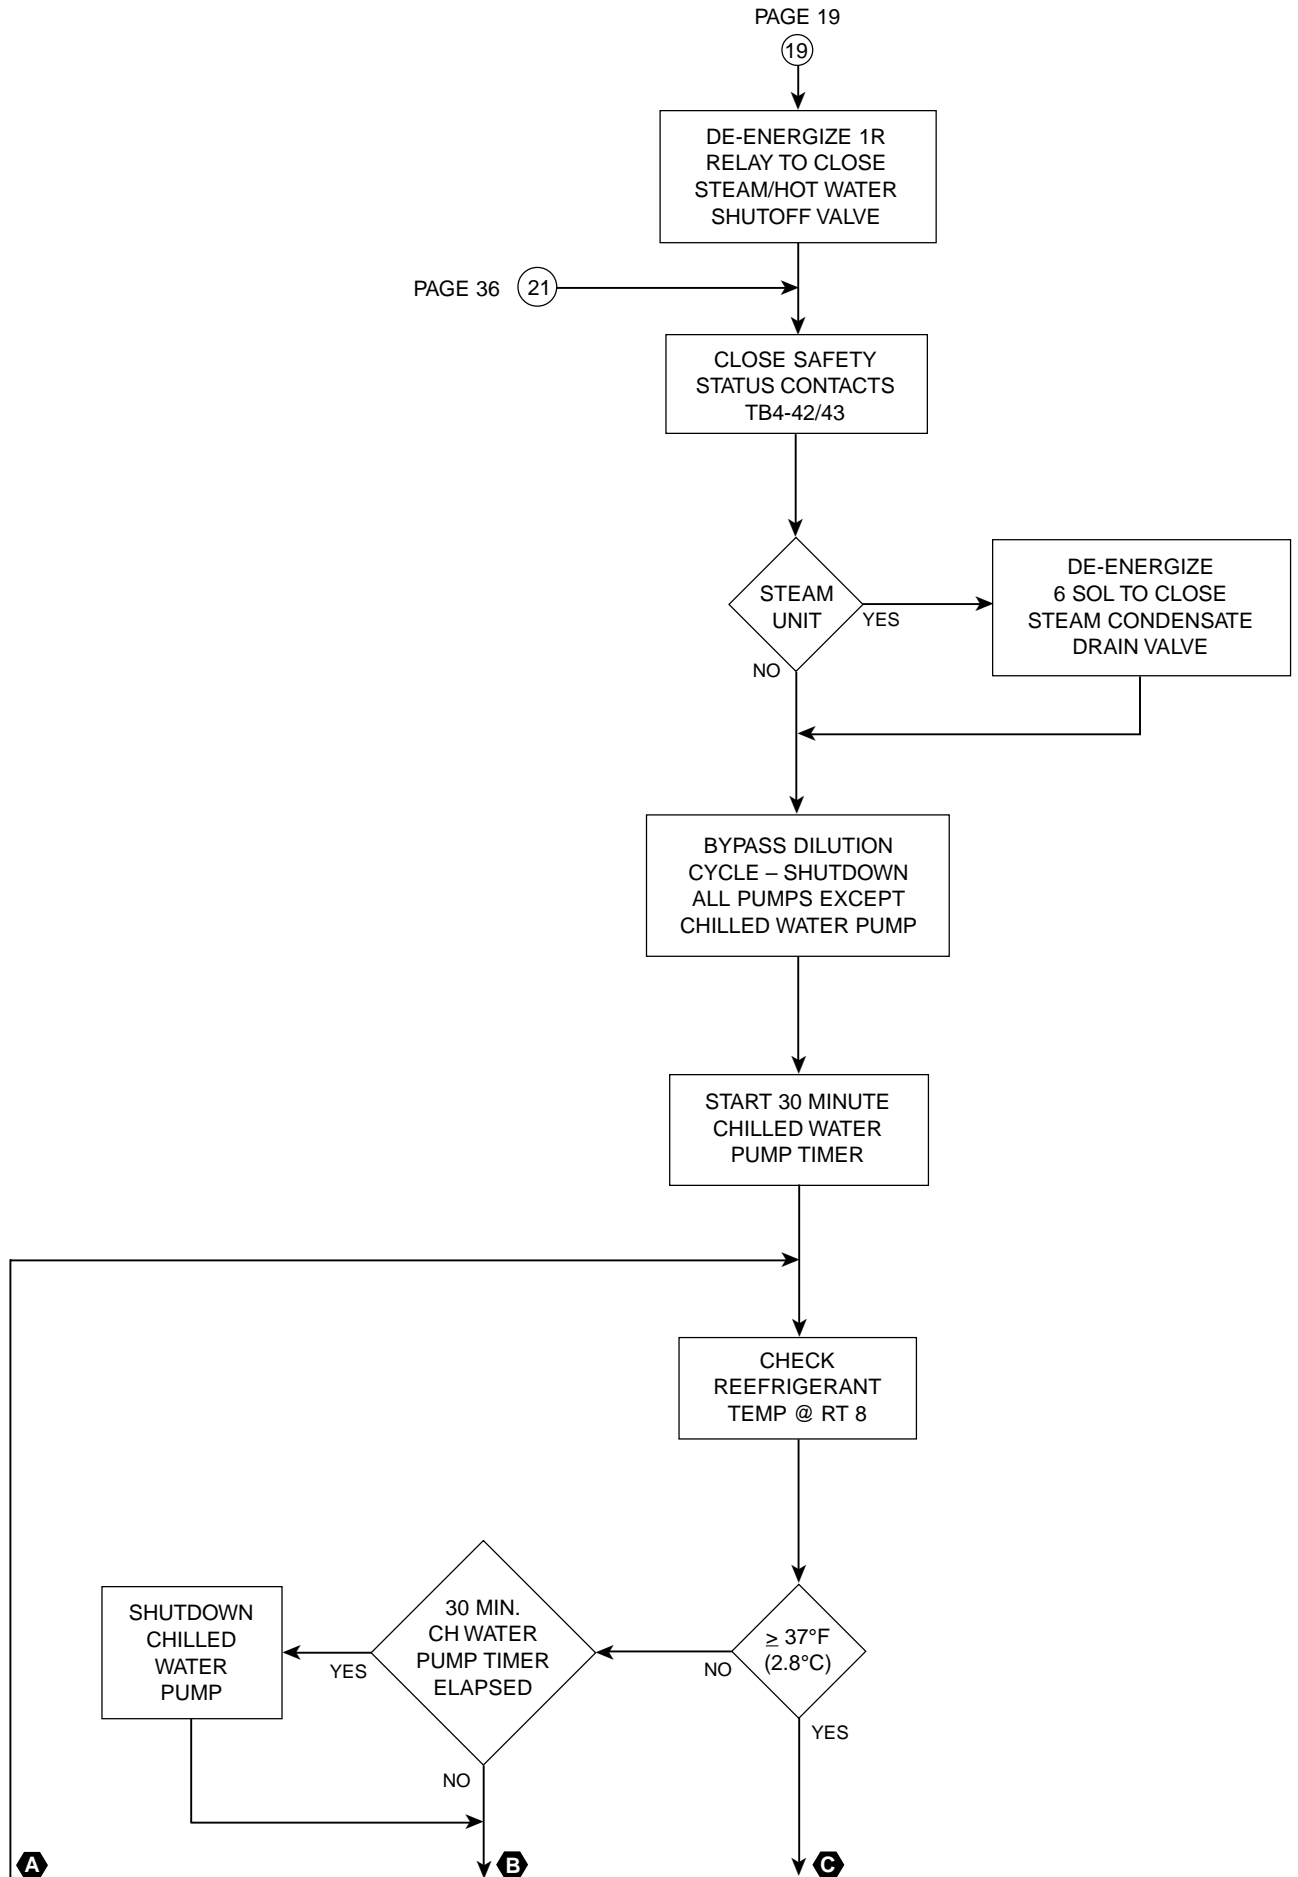 PAGE 19
19
DE-ENERGIZE 1R
RELAY TO CLOSE
STEAM/HOT WATER
SHUTOFF VALVE
PAGE 36
21
CLOSE SAFETY
STATUS CONTACTS
TB4-42/43
STEAM
UNIT
YES
NO
DE-ENERGIZE
6 SOL TO CLOSE
STEAM CONDENSATE
DRAIN VALVE
BYPASS DILUTION
CYCLE – SHUTDOWN
ALL PUMPS EXCEPT
CHILLED WATER PUMP
START 30 MINUTE
CHILLED WATER
PUMP TIMER
CHECK
REEFRIGERANT
TEMP @ RT 8
≥ 37°F
(2.8°C)
NO
YES
30 MIN.
CH WATER
PUMP TIMER
ELAPSED
YES
NO
SHUTDOWN
CHILLED
WATER
PUMP
A
B
C